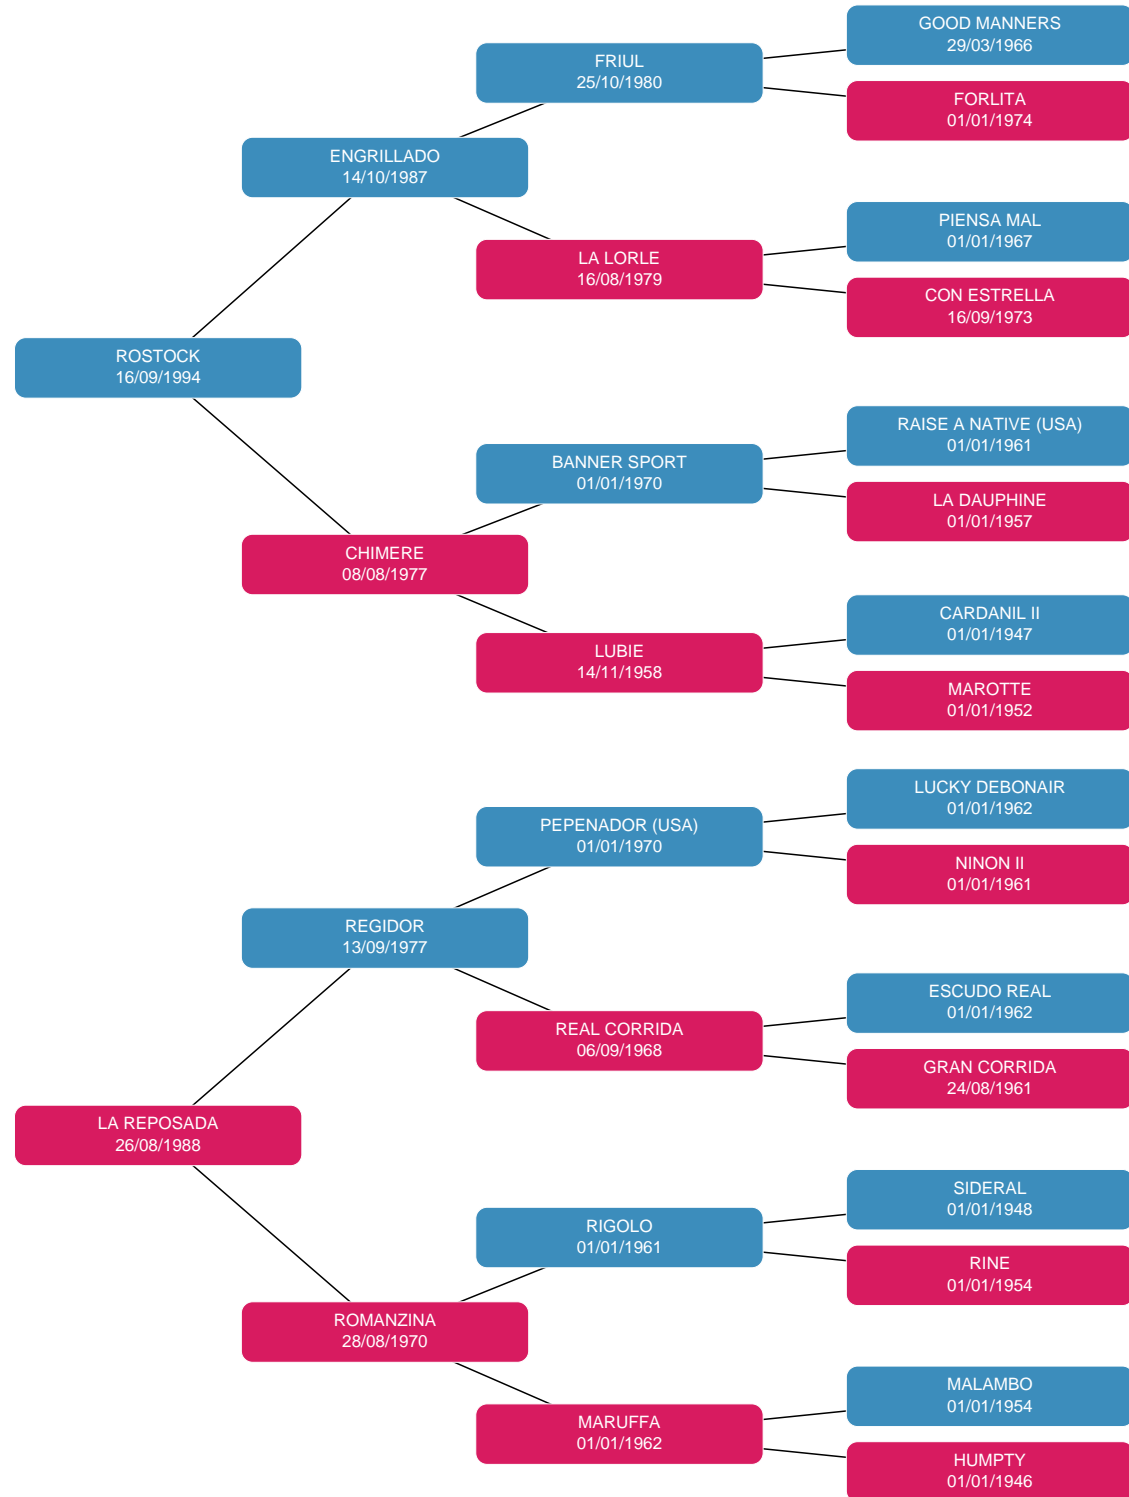 GOOD MANNERS
29/03/1966
FRIUL
25/10/1980
FORLITA
01/01/1974
ENGRILLADO
14/10/1987
PIENSA MAL
01/01/1967
LA LORLE
16/08/1979
CON ESTRELLA
16/09/1973
ROSTOCK
16/09/1994
RAISE A NATIVE (USA)
01/01/1961
BANNER SPORT
01/01/1970
LA DAUPHINE
01/01/1957
CHIMERE
08/08/1977
CARDANIL II
01/01/1947
LUBIE
14/11/1958
MAROTTE
01/01/1952
LUCKY DEBONAIR
01/01/1962
PEPENADOR (USA)
01/01/1970
NINON II
01/01/1961
REGIDOR
13/09/1977
ESCUDO REAL
01/01/1962
REAL CORRIDA
06/09/1968
GRAN CORRIDA
24/08/1961
LA REPOSADA
26/08/1988
SIDERAL
01/01/1948
RIGOLO
01/01/1961
RINE
01/01/1954
ROMANZINA
28/08/1970
MALAMBO
01/01/1954
MARUFFA
01/01/1962
HUMPTY
01/01/1946